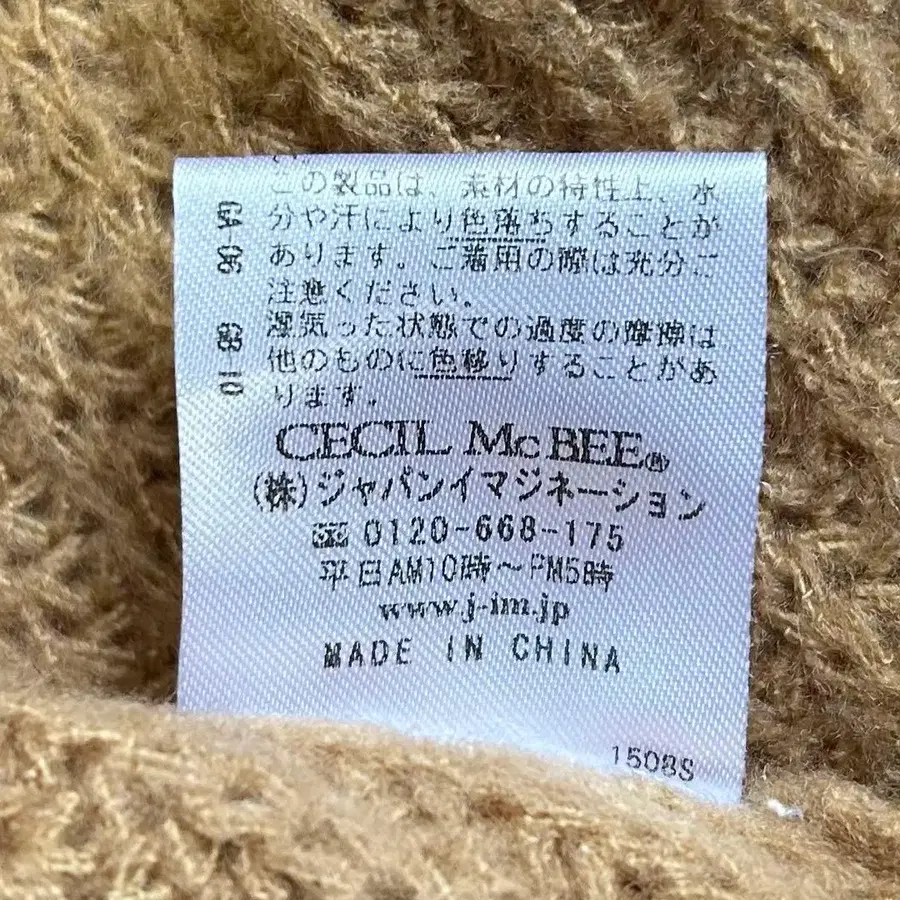 この製品は、素材の特性上、水
分や汗により色落ちすることが
あります。ご着用の際は充分ご
注意ください。
湿気った状態での過度の摩擦は
他のものに色移りすることがあ
ります。
CECIL McBEE®
(株)ジャパンイマジネーション
0120-668-175
平日AM10時～PM5時
www.j-im.jp
MADE IN CHINA
1508S